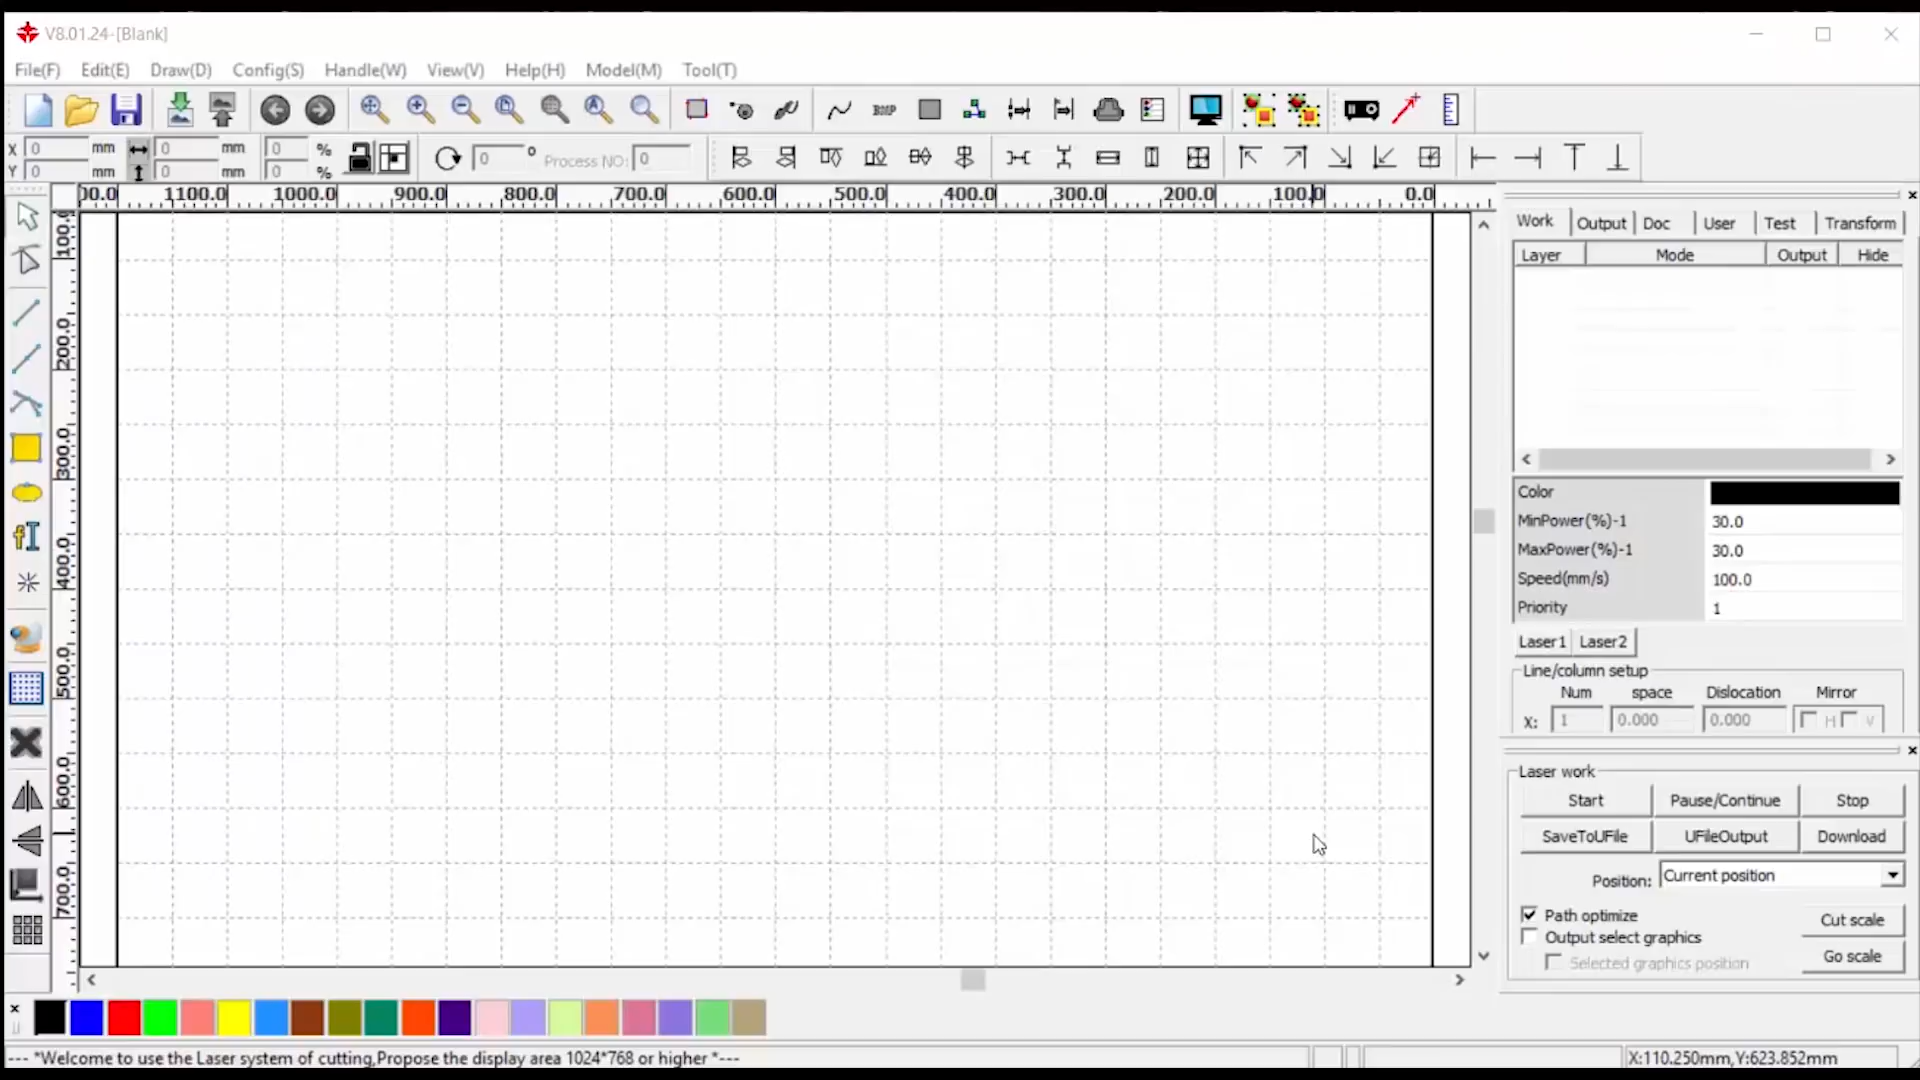 V8.01.24-[Blank]
File(F) Edit(E) Draw(D) Config(S) Handle(W) View(V) Help(H) Model(M) Tool(T)
BMP
X 0 mm 0 mm 0 %
Y 0 mm 0 mm 0 %
0 ° Process NO: 0
00.0 1100.0 1000.0 900.0 800.0 700.0 600.0 500.0 400.0 300.0 200.0 100.0 0.0
100.0
200.0
300.0
400.0
500.0
600.0
700.0
Work Output Doc User Test Transform
Layer Mode Output Hide
Color
MinPower(%)-1 30.0
MaxPower(%)-1 30.0
Speed(mm/s) 100.0
Priority 1
Laser1 Laser2
Line/column setup
Num space Dislocation Mirror
X: 1 0.000 0.000 H V
Laser work
Start Pause/Continue Stop
SaveToUFile UFileOutput Download
Position: Current position
Path optimize
Cut scale
Output select graphics
Selected graphics position
Go scale
--- *Welcome to use the Laser system of cutting,Propose the display area 1024*768 or higher *---
X:110.250mm,Y:623.852mm